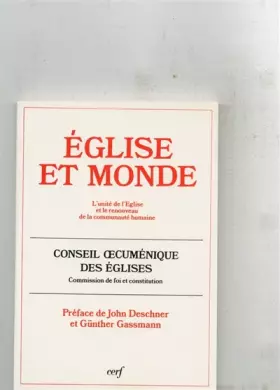 ÉGLISE
ET MONDE
L'unité de l'Eglise
et le renouveau
de la communauté humaine
CONSEIL ŒCUMÉNIQUE
DES ÉGLISES
Commission de foi et constitution
Préface de John Deschner
et Günther Gassmann
cerf